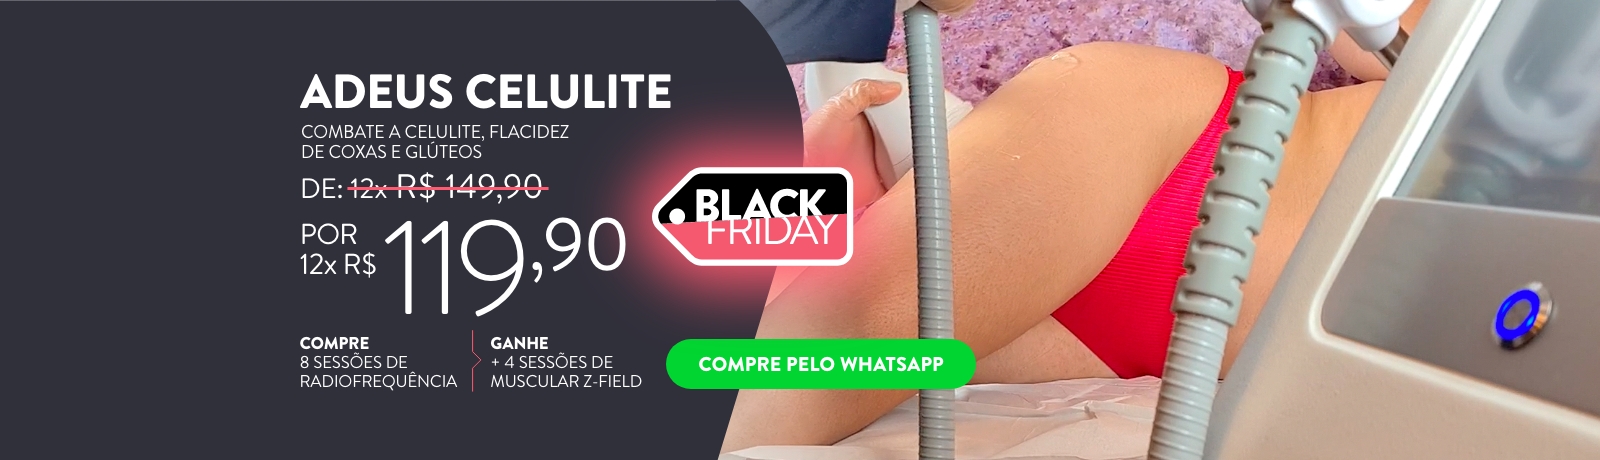 ADEUS CELULITE
COMBATE A CELULITE, FLACIDEZ
DE COXAS E GLÚTEOS
DE: 12x R$ 149,90
POR
12x R$ 119,90
BLACK
FRIDAY
COMPRE
8 SESSÕES DE
RADIOFREQUÊNCIA
GANHE
+ 4 SESSÕES DE
MUSCULAR Z-FIELD
COMPRE PELO WHATSAPP